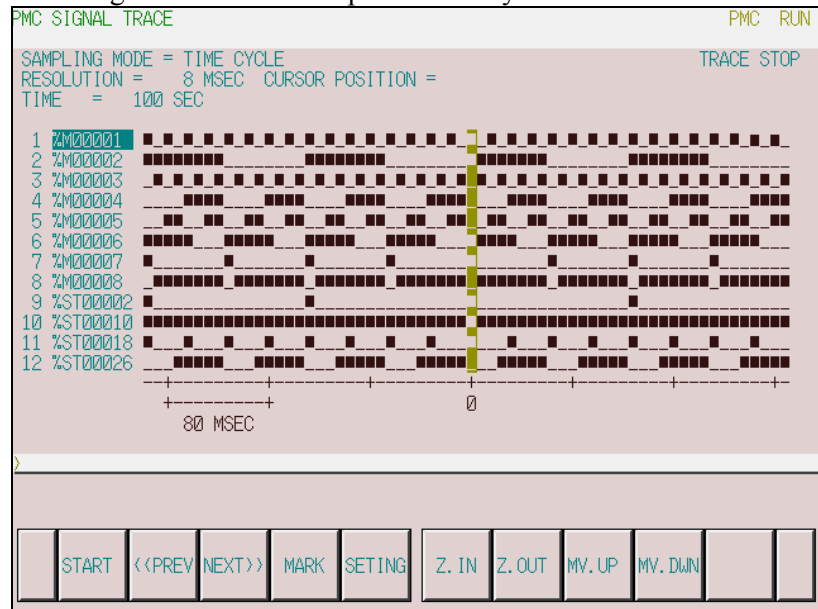 PMC SIGNAL TRACE PMC RUN
SAMPLING MODE = TIME CYCLE TRACE STOP
RESOLUTION = 8 MSEC CURSOR POSITION =
TIME = 100 SEC
1 %M00001
2 %M00002
3 %M00003
4 %M00004
5 %M00005
6 %M00006
7 %M00007
8 %M00008
9 %ST00002
10 %ST00010
11 %ST00018
12 %ST00026
0
80 MSEC
>
START <<PREV NEXT>> MARK SETING Z.IN Z.OUT MV.UP MV.DWN